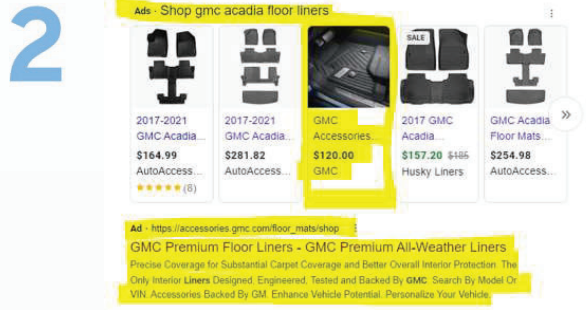 2
Ads · Shop gmc acadia floor liners
SALE
2017-2021
GMC Acadia...
$164.99
AutoAccess...
(8)
2017-2021
GMC Acadia...
$281.82
AutoAccess...
GMC
Accessories...
$120.00
GMC
2017 GMC
Acadia...
$157.20 $185
Husky Liners
GMC Acadia
Floor Mats...
$254.98
AutoAccess...
Ad · https://accessories.gmc.com/floor_mats/shop
GMC Premium Floor Liners - GMC Premium All-Weather Liners
Precise Coverage for Substantial Carpet Coverage and Better Overall Interior Protection. The
Only Interior Liners Designed, Engineered, Tested and Backed By GMC. Search By Model Or
VIN. Accessories Backed By GM. Enhance Vehicle Potential. Personalize Your Vehicle.